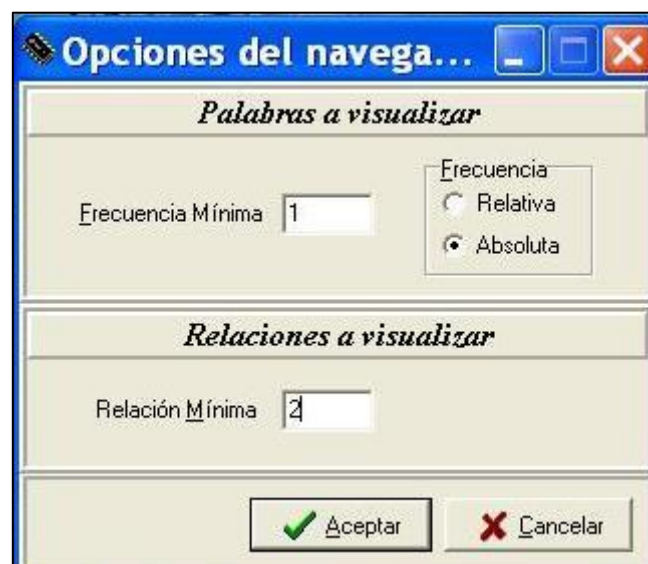 Opciones del navega...
Palabras a visualizar
Frecuencia Mínima 1
Frecuencia
Relativa
Absoluta
Relaciones a visualizar
Relación Mínima 2
Aceptar Cancelar